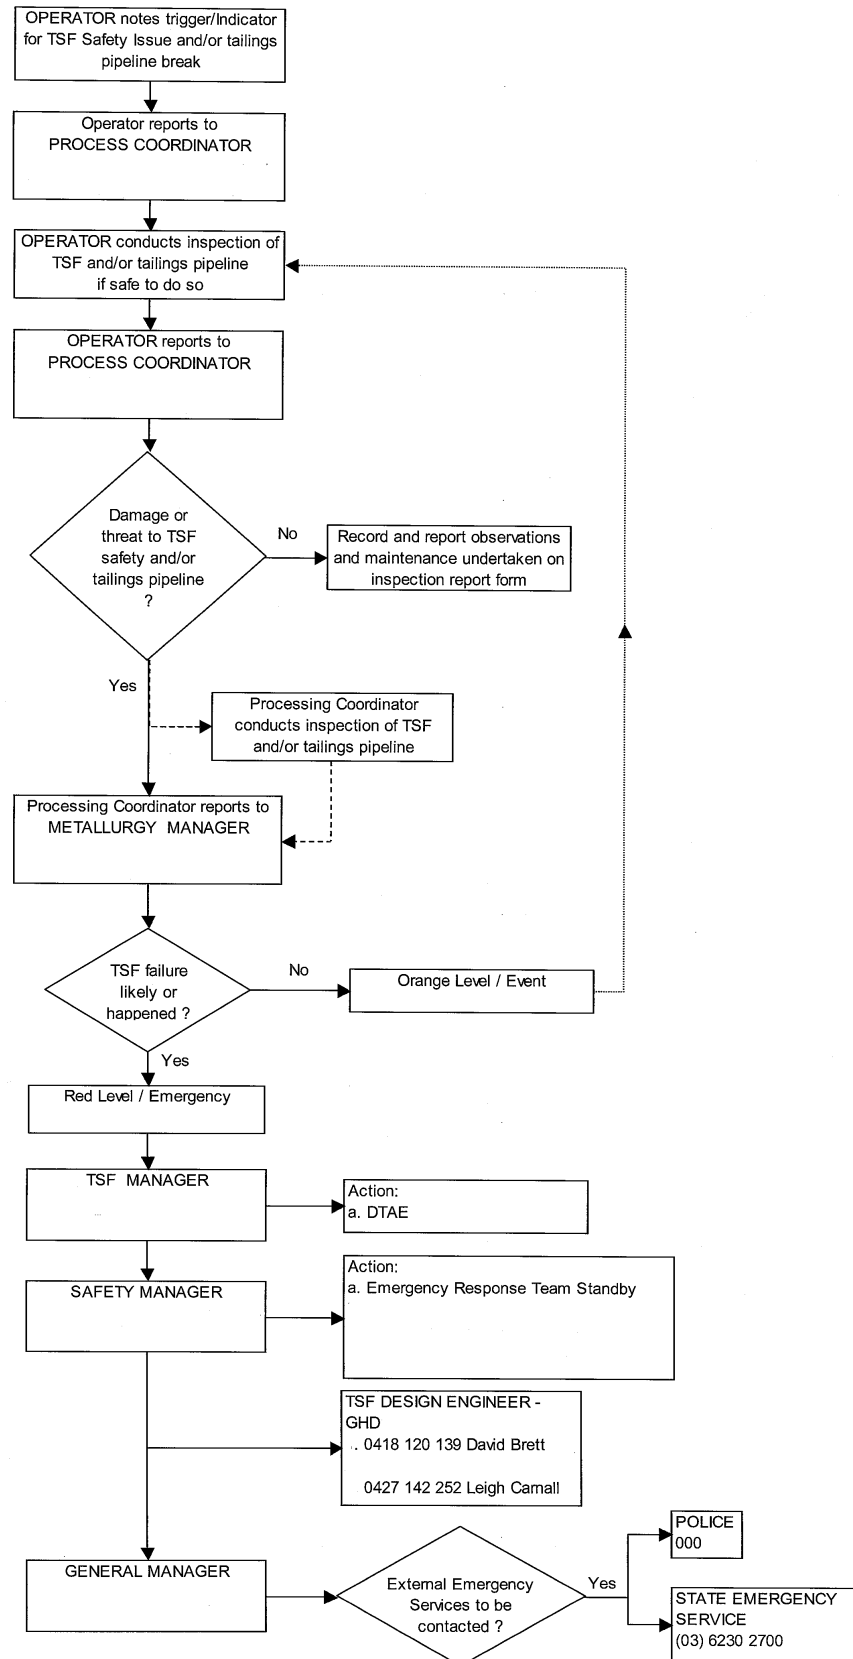 OPERATOR notes trigger/Indicator
for TSF Safety Issue and/or tailings
pipeline break
Operator reports to
PROCESS COORDINATOR
OPERATOR conducts inspection of
TSF and/or tailings pipeline
if safe to do so
OPERATOR reports to
PROCESS COORDINATOR
Damage or
threat to TSF
safety and/or
tailings pipeline
?
No
Record and report observations
and maintenance undertaken on
inspection report form
Yes
Processing Coordinator
conducts inspection of TSF
and/or tailings pipeline
Processing Coordinator reports to
METALLURGY MANAGER
TSF failure
likely or
happened ?
No
Orange Level / Event
Yes
Red Level / Emergency
TSF MANAGER
Action:
a. DTAE
SAFETY MANAGER
Action:
a. Emergency Response Team Standby
TSF DESIGN ENGINEER -
GHD
0418 120 139 David Brett
0427 142 252 Leigh Camall
GENERAL MANAGER
External Emergency
Services to be
contacted ?
Yes
POLICE
000
STATE EMERGENCY
SERVICE
(03) 6230 2700